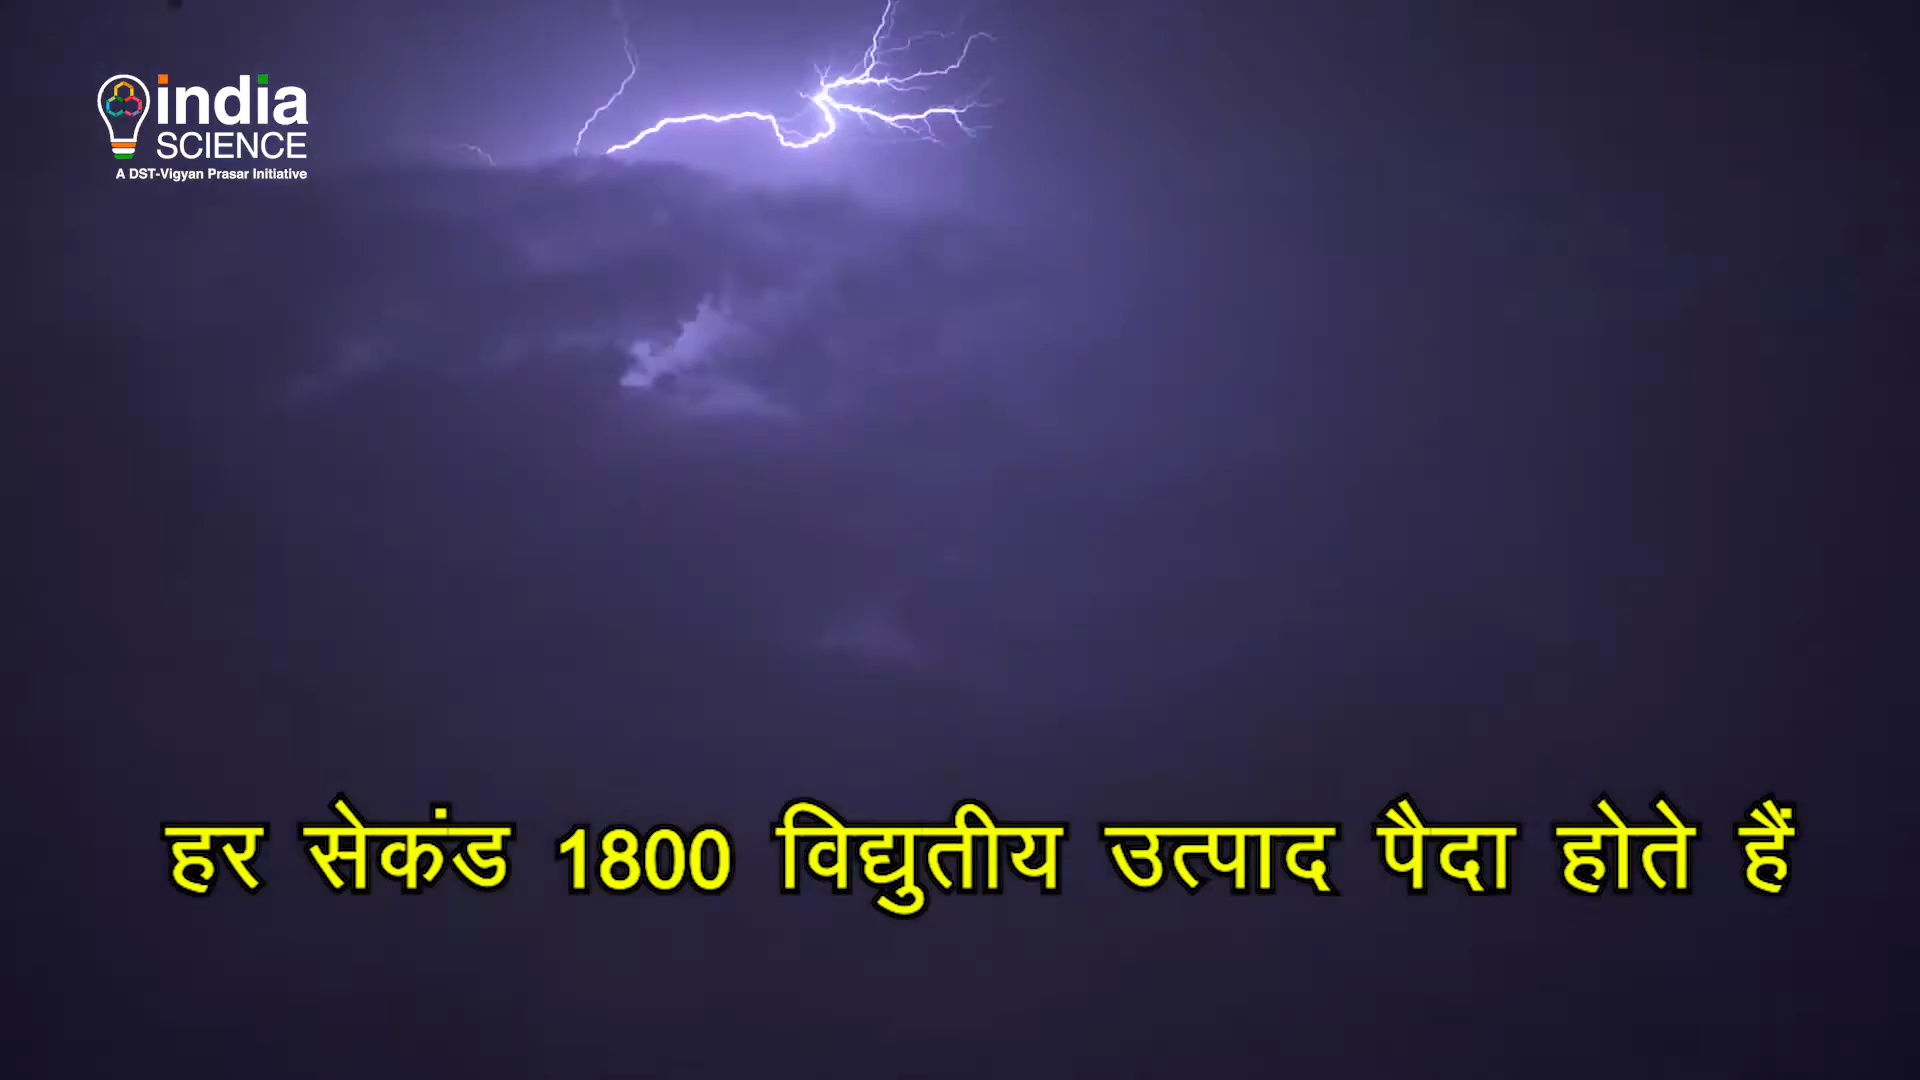 india
SCIENCE
A DST-Vigyan Prasar Initiative
हर सेकंड 1800 विद्युतीय उत्पाद पैदा होते हैं